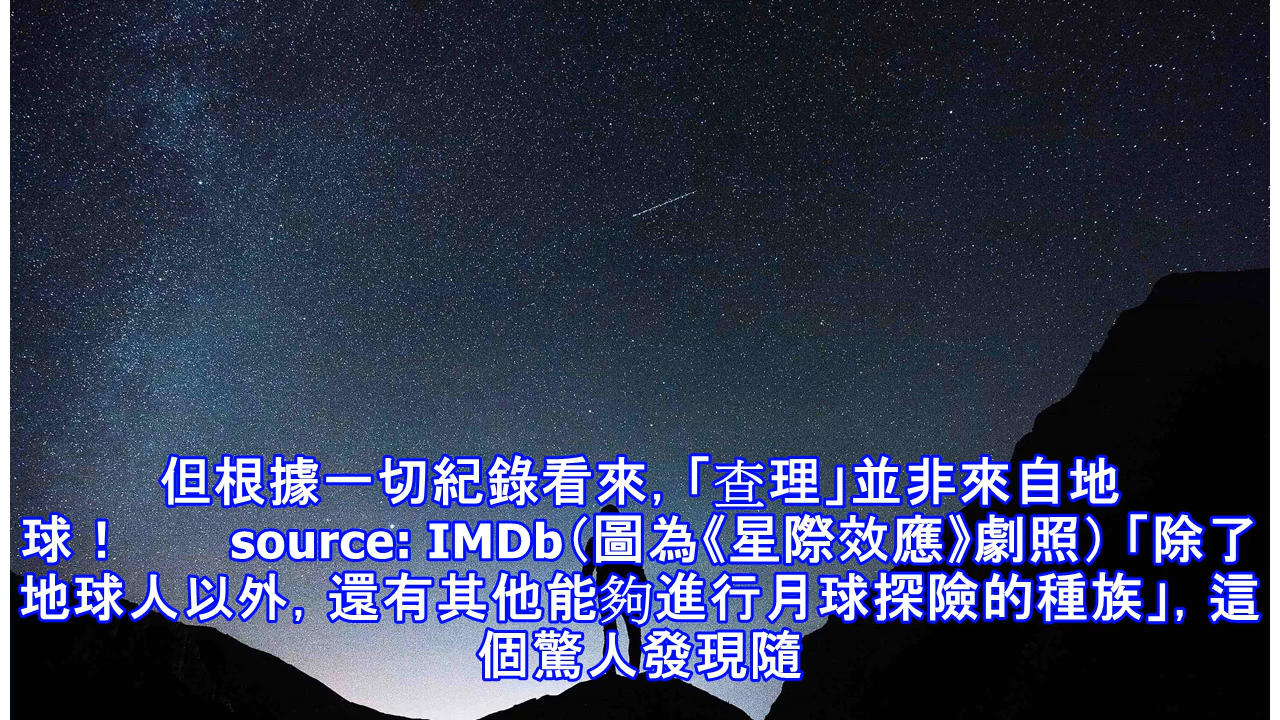 但根據一切紀錄看來,「查理」並非來自地
球！ source: IMDb（圖為《星際效應》劇照）「除了
地球人以外, 還有其他能夠進行月球探險的種族」, 這
個驚人發現隨